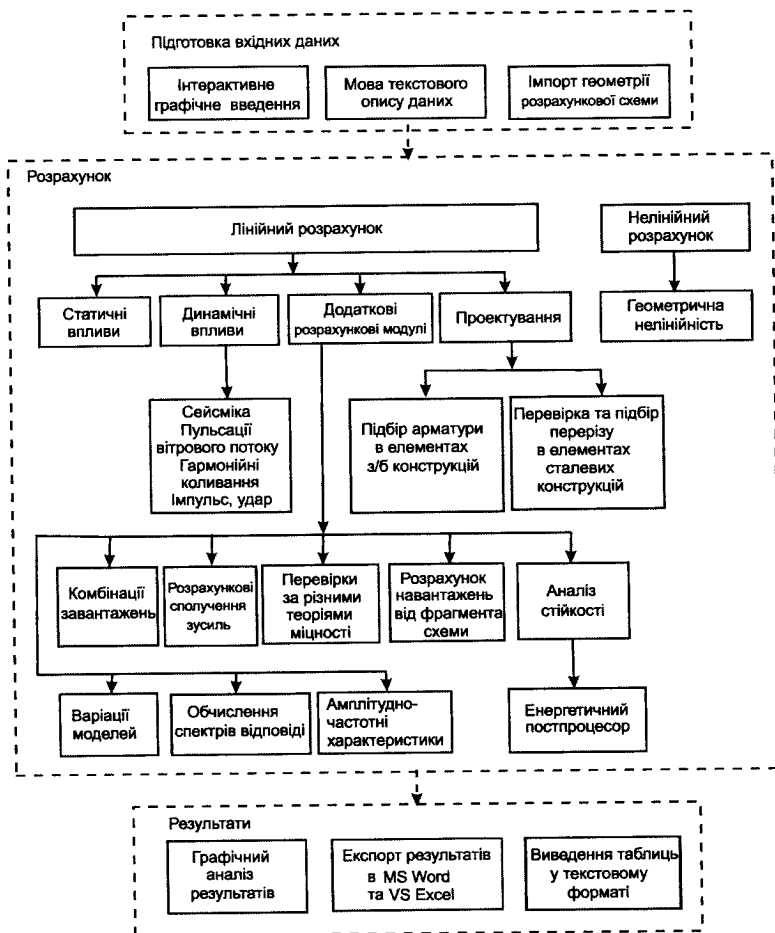 Підготовка вхідних даних
Інтерактивне
графічне введення
Мова текстового
опису даних
Імпорт геометрії
розрахункової схеми
Розрахунок
Лінійний розрахунок
Нелінійний
розрахунок
Статичні
впливи
Динамічні
впливи
Додаткові
розрахункові модулі
Проектування
Геометрична
нелінійність
Сейсміка
Пульсації
вітрового потоку
Гармонійні
коливання
Імпульс, удар
Підбір арматури
в елементах
з/б конструкцій
Перевірка та підбір
перерізу
в елементах
сталевих
конструкцій
Комбінації
завантажень
Розрахункові
сполучення
зусиль
Перевірки
за різними
теоріями
міцності
Розрахунок
навантажень
від фрагмента
схеми
Аналіз
стійкості
Варіації
моделей
Обчислення
спектрів відповіді
Амплітудно-
частотні
характеристики
Енергетичний
постпроцесор
Результати
Графічний
аналіз
результатів
Експорт результатів
в MS Word
та VS Excel
Виведення таблиць
у текстовому
форматі